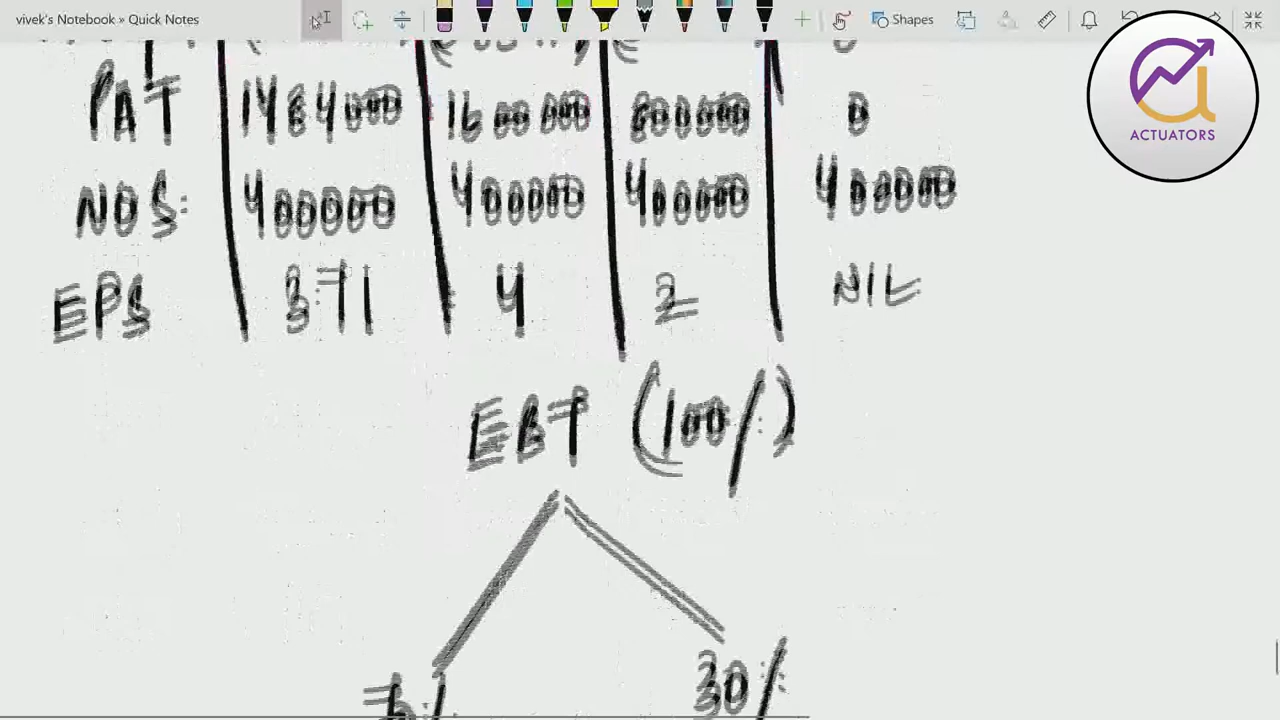 vivek's Notebook » Quick Notes
Shapes
ACTUATORS
PAT 1484000 1600000 800000 0
NOS: 400000 400000 400000 400000
EPS 3.71 4 2 NIL
EBT (100%)
30%